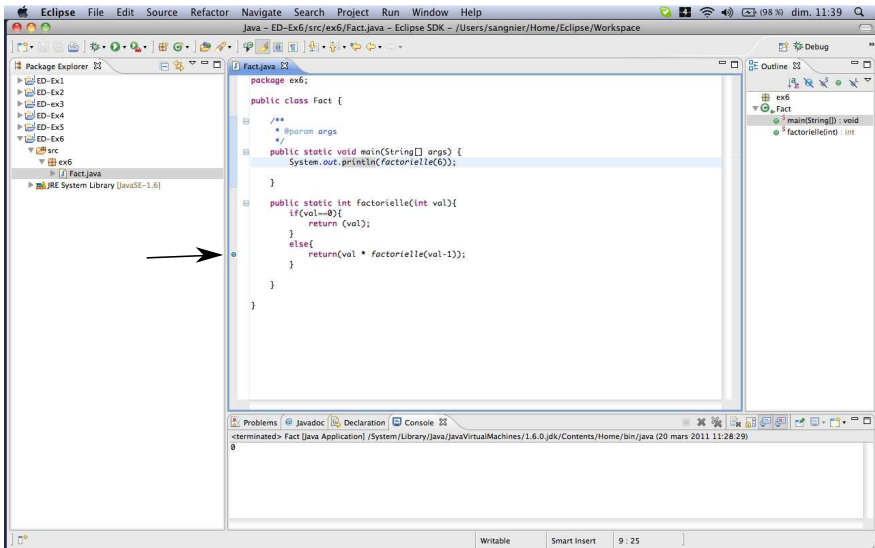 Eclipse File Edit Source Refactor Navigate Search Project Run Window Help (98 %) dim. 11:39
Java – ED-Ex6/src/ex6/Fact.java – Eclipse SDK – /Users/sangnier/Home/Eclipse/Workspace
Debug
Package Explorer
ED-Ex1
ED-Ex2
ED-Ex3
ED-Ex4
ED-Ex5
ED-Ex6
src
ex6
Fact.java
JRE System Library [JavaSE-1.6]
Fact.java
package ex6;
public class Fact {
/**
* @param args
*/
public static void main(String[] args) {
System.out.println(factorielle(6));
}
public static int factorielle(int val){
if(val==0){
return (val);
}
else{
return(val * factorielle(val-1));
}
}
}
Outline
ex6
Fact
main(String[]) : void
factorielle(int) : int
Problems @ Javadoc Declaration Console
<terminated> Fact [Java Application] /System/Library/Java/JavaVirtualMachines/1.6.0.jdk/Contents/Home/bin/java (20 mars 2011 11:28:29)
0
Writable Smart Insert 9 : 25